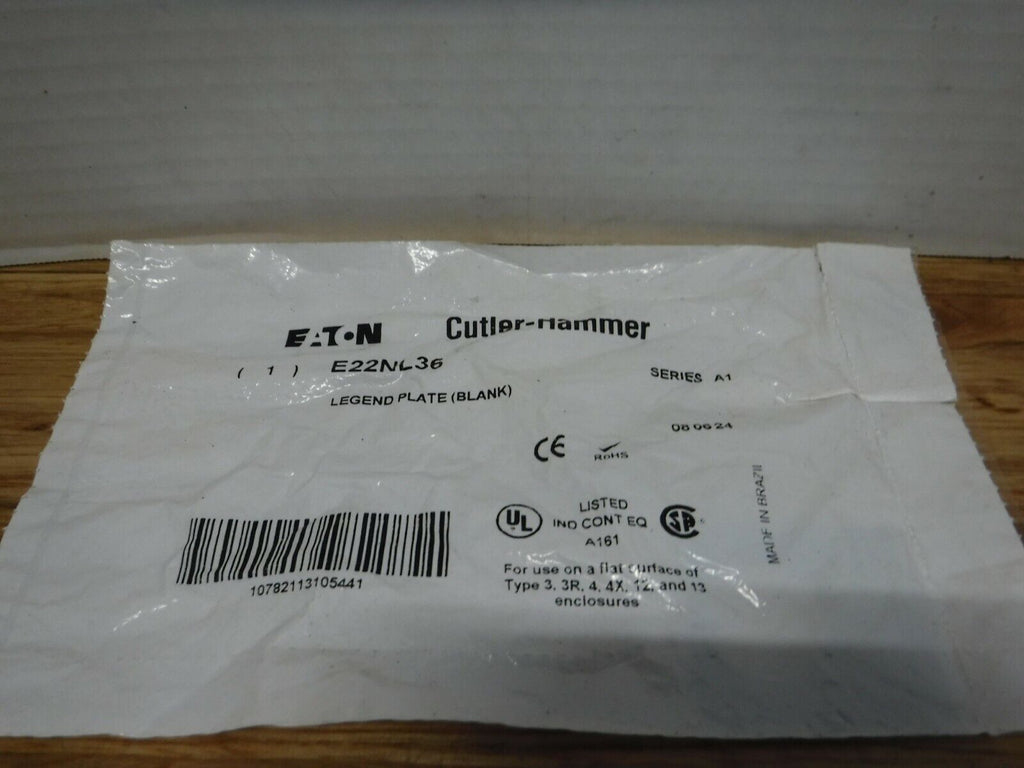 EATON Cutler-Hammer
( 1 ) E22NL36
SERIES A1
LEGEND PLATE (BLANK)
08 06 24
CE RoHS
UL LISTED
IND CONT EQ
A161
SA
MADE IN BRAZIL
10782113105441
For use on a flat surface of
Type 3, 3R, 4, 4X, 12, and 13
enclosures